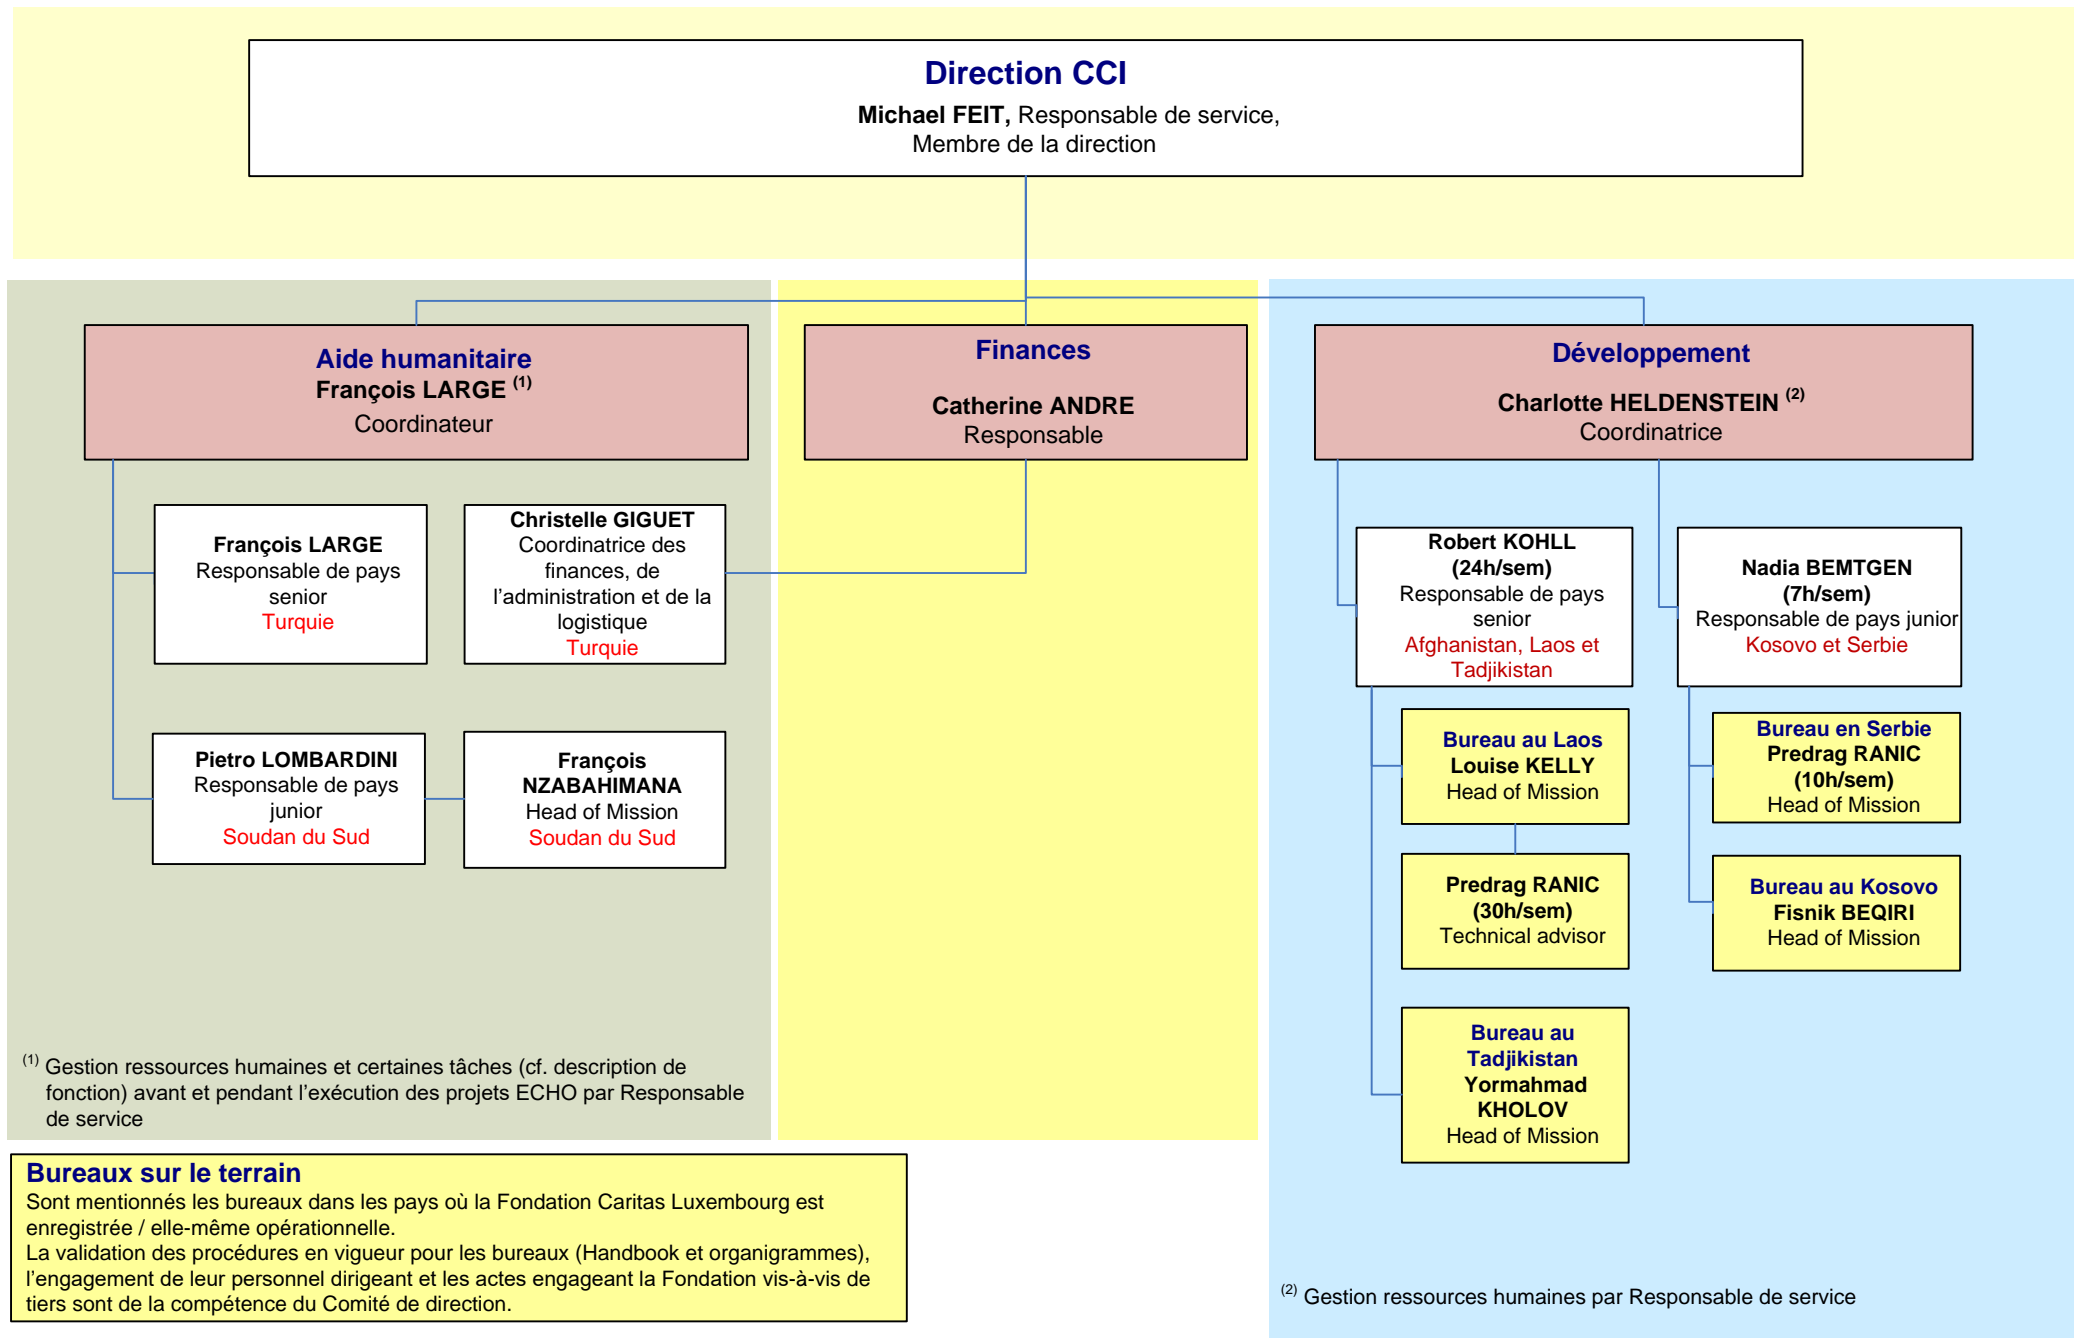 Direction CCI
Michael FEIT, Responsable de service,
Membre de la direction
Aide humanitaire
François LARGE (1)
Coordinateur
Finances
Catherine ANDRE
Responsable
Développement
Charlotte HELDENSTEIN (2)
Coordinatrice
François LARGE
Responsable de pays
senior
Turquie
Christelle GIGUET
Coordinatrice des
finances, de
l’administration et de la
logistique
Turquie
Pietro LOMBARDINI
Responsable de pays
junior
Soudan du Sud
François
NZABAHIMANA
Head of Mission
Soudan du Sud
Robert KOHLL
(24h/sem)
Responsable de pays
senior
Afghanistan, Laos et
Tadjikistan
Nadia BEMTGEN
(7h/sem)
Responsable de pays junior
Kosovo et Serbie
Bureau au Laos
Louise KELLY
Head of Mission
Predrag RANIC
(30h/sem)
Technical advisor
Bureau au
Tadjikistan
Yormahmad
KHOLOV
Head of Mission
Bureau en Serbie
Predrag RANIC
(10h/sem)
Head of Mission
Bureau au Kosovo
Fisnik BEQIRI
Head of Mission
(1) Gestion ressources humaines et certaines tâches (cf. description de
fonction) avant et pendant l’exécution des projets ECHO par Responsable
de service
Bureaux sur le terrain
Sont mentionnés les bureaux dans les pays où la Fondation Caritas Luxembourg est
enregistrée / elle-même opérationnelle.
La validation des procédures en vigueur pour les bureaux (Handbook et organigrammes),
l’engagement de leur personnel dirigeant et les actes engageant la Fondation vis-à-vis de
tiers sont de la compétence du Comité de direction.
(2) Gestion ressources humaines par Responsable de service